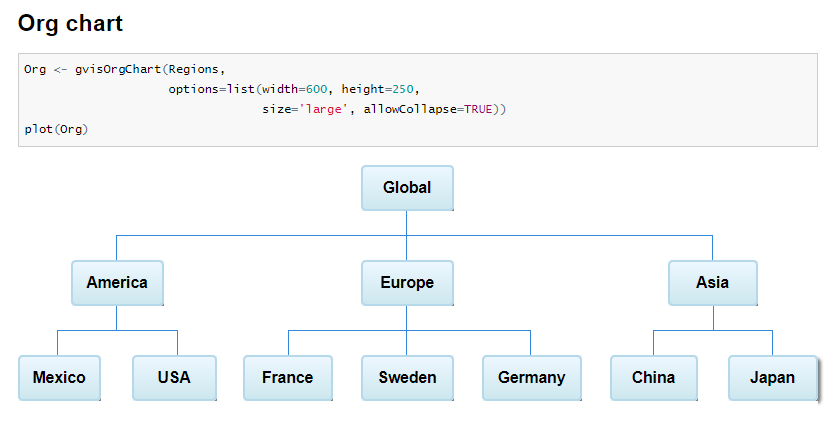 Org chart
Org <- gvisOrgChart(Regions,
options=list(width=600, height=250,
size='large', allowCollapse=TRUE))
plot(Org)
Global
America Europe Asia
Mexico USA France Sweden Germany China Japan